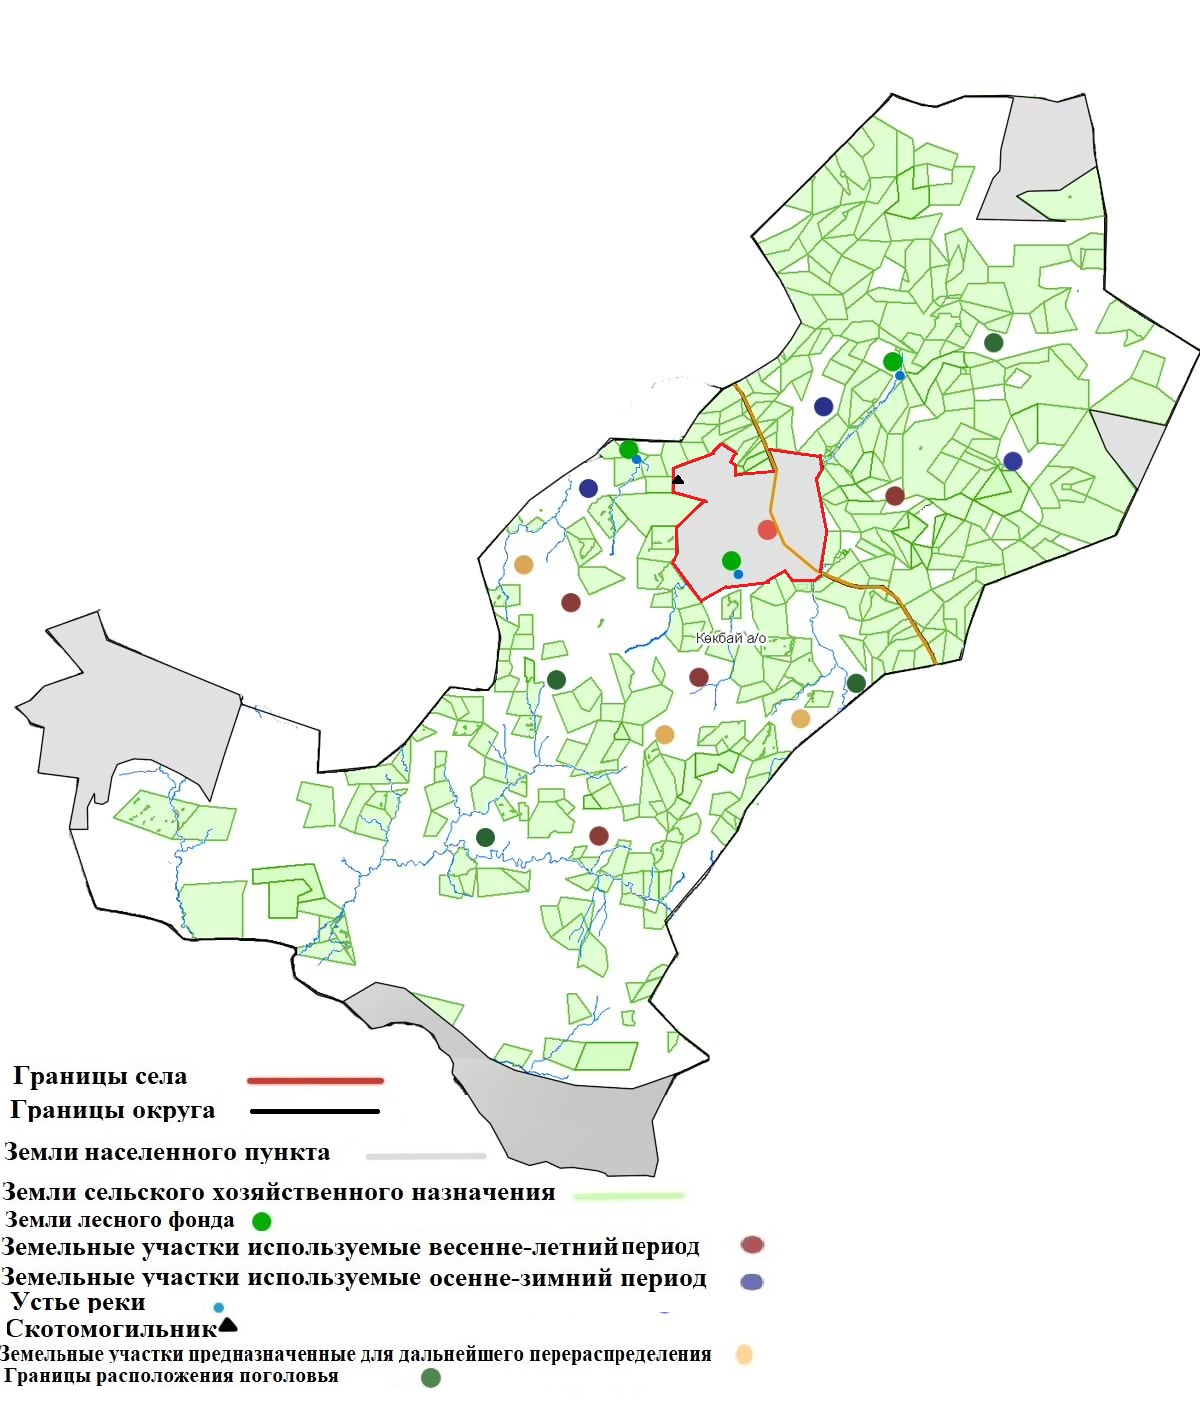 Көкбай а/о
Границы села
Границы округа
Земли населенного пункта
Земли сельского хозяйственного назначения
Земли лесного фонда
Земельные участки используемые весенне-летний период
Земельные участки используемые осенне-зимний период
Устье реки
Скотомогильник
Земельные участки предназначенные для дальнейшего перераспределения
Границы расположения поголовья